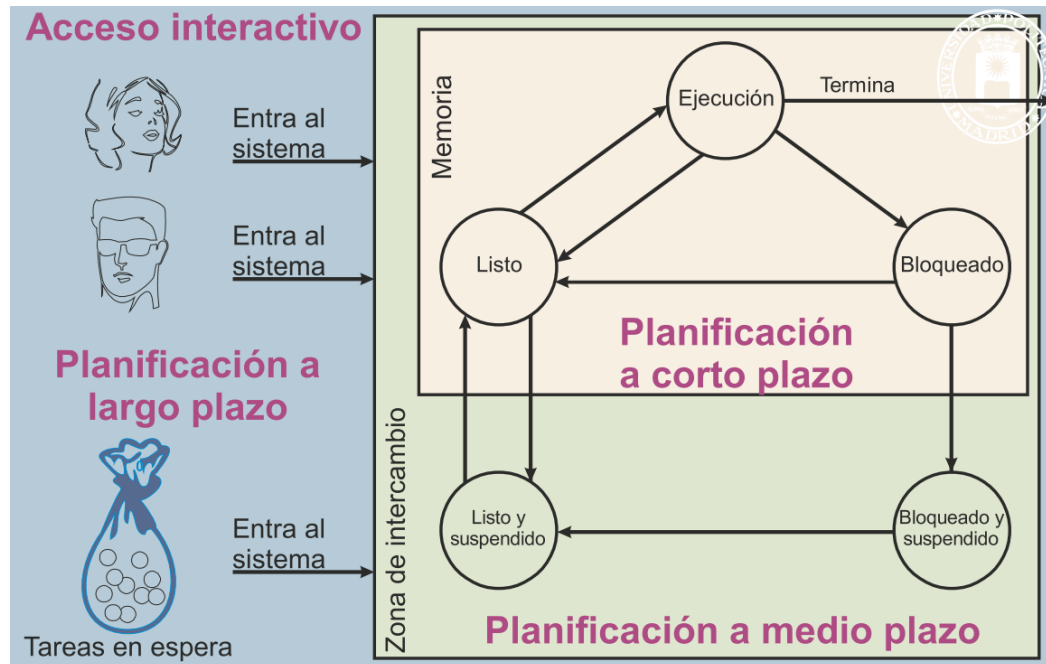 Acceso interactivo
Entra al
sistema
Entra al
sistema
Planificación a
largo plazo
Entra al
sistema
Tareas en espera
Memoria
Ejecución
Termina
Listo
Bloqueado
Planificación
a corto plazo
Zona de intercambio
Listo y
suspendido
Bloqueado y
suspendido
Planificación a medio plazo